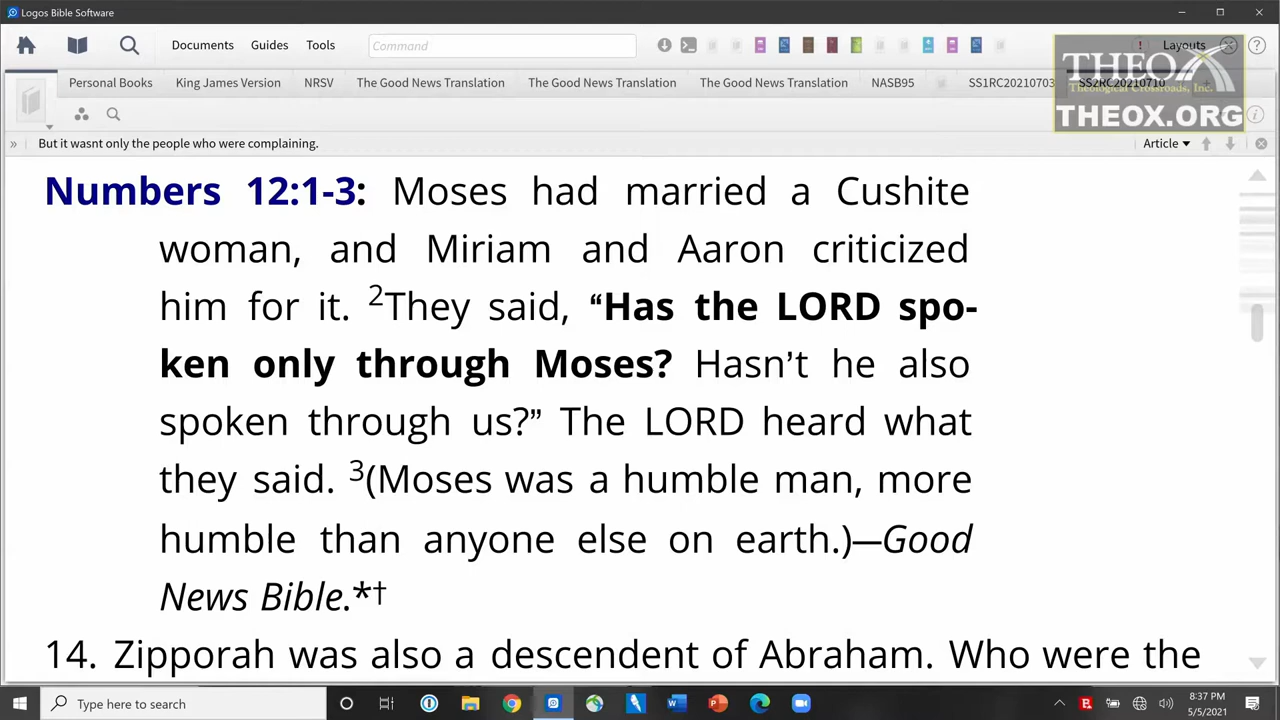 Logos Bible Software
Documents Guides Tools Command Layouts
THEOX
Theological Crossroads, Inc.
THEOX.ORG
Personal Books King James Version NRSV The Good News Translation The Good News Translation The Good News Translation NASB95 SS1RC20210703 SS2RC20210710
But it wasnt only the people who were complaining. Article
Numbers 12:1-3: Moses had married a Cushite
woman, and Miriam and Aaron criticized
him for it. ²They said, “Has the LORD spo-
ken only through Moses? Hasn’t he also
spoken through us?” The LORD heard what
they said. ³(Moses was a humble man, more
humble than anyone else on earth.)—Good
News Bible.*†
14. Zipporah was also a descendent of Abraham. Who were the
Type here to search
8:37 PM
5/5/2021